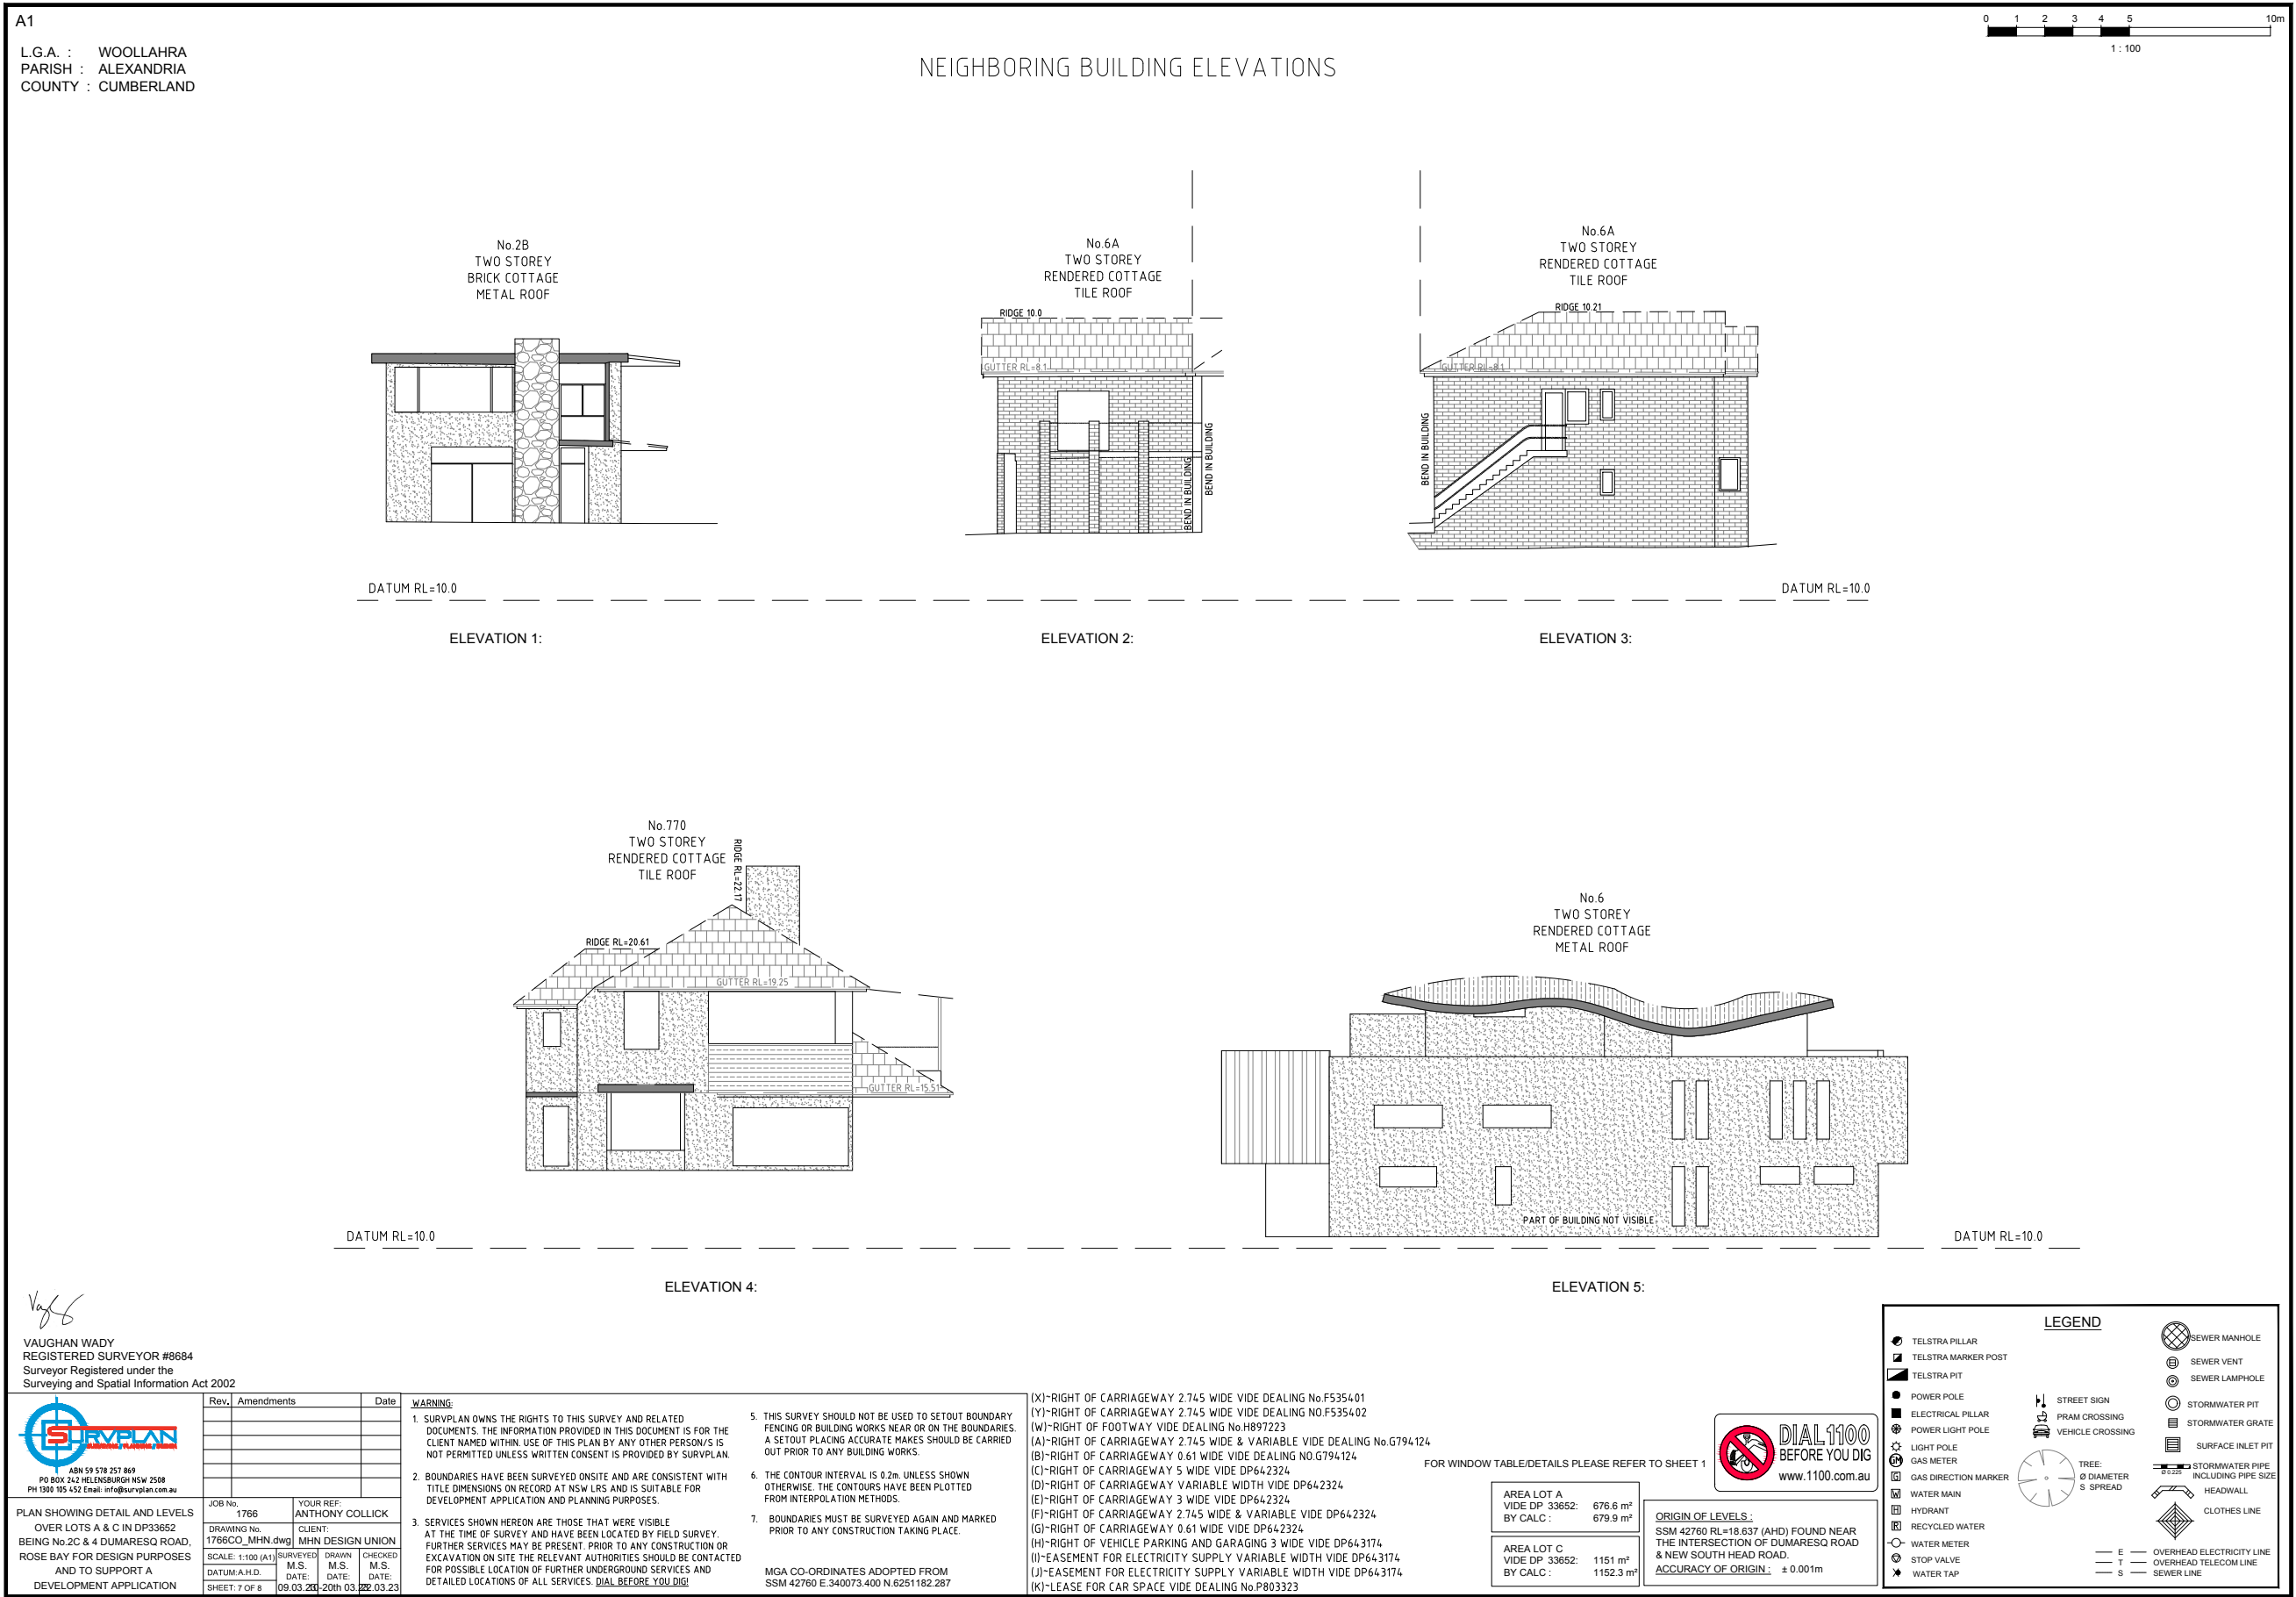 A1
L.G.A. : WOOLLAHRA
PARISH : ALEXANDRIA
COUNTY : CUMBERLAND
NEIGHBORING BUILDING ELEVATIONS
0 1 2 3 4 5 10m
1 : 100
No.2B
TWO STOREY
BRICK COTTAGE
METAL ROOF
No.6A
TWO STOREY
RENDERED COTTAGE
TILE ROOF
RIDGE 10.0
GUTTER RL=8.1
BEND IN BUILDING
BEND IN BUILDING
No.6A
TWO STOREY
RENDERED COTTAGE
TILE ROOF
RIDGE 10.21
GUTTER RL=8.1
BEND IN BUILDING
DATUM RL=10.0
DATUM RL=10.0
ELEVATION 1:
ELEVATION 2:
ELEVATION 3:
No.770
TWO STOREY
RENDERED COTTAGE
TILE ROOF
RIDGE RL=22.17
RIDGE RL=20.61
GUTTER RL=19.25
GUTTER RL=15.51
No.6
TWO STOREY
RENDERED COTTAGE
METAL ROOF
PART OF BUILDING NOT VISIBLE
DATUM RL=10.0
DATUM RL=10.0
ELEVATION 4:
ELEVATION 5:
VAUGHAN WADY
REGISTERED SURVEYOR #8684
Surveyor Registered under the
Surveying and Spatial Information Act 2002
SURVPLAN
ABN 59 578 257 869
PO BOX 242 HELENSBURGH NSW 2508
PH 1300 105 452 Email: info@survplan.com.au
PLAN SHOWING DETAIL AND LEVELS
OVER LOTS A & C IN DP33652
BEING No.2C & 4 DUMARESQ ROAD,
ROSE BAY FOR DESIGN PURPOSES
AND TO SUPPORT A
DEVELOPMENT APPLICATION
Rev. Amendments Date
JOB No. 1766
YOUR REF: ANTHONY COLLICK
DRAWING No. 1766CO_MHN.dwg
CLIENT: MHN DESIGN UNION
SCALE: 1:100 (A1)
DATUM:A.H.D.
SHEET: 7 OF 8
SURVEYED M.S. DATE: 09.03.23
DRAWN M.S. DATE: 20-20th 03.23
CHECKED M.S. DATE: 22.03.23
WARNING:
1. SURVPLAN OWNS THE RIGHTS TO THIS SURVEY AND RELATED
DOCUMENTS. THE INFORMATION PROVIDED IN THIS DOCUMENT IS FOR THE
CLIENT NAMED WITHIN. USE OF THIS PLAN BY ANY OTHER PERSON/S IS
NOT PERMITTED UNLESS WRITTEN CONSENT IS PROVIDED BY SURVPLAN.
2. BOUNDARIES HAVE BEEN SURVEYED ONSITE AND ARE CONSISTENT WITH
TITLE DIMENSIONS ON RECORD AT NSW LRS AND IS SUITABLE FOR
DEVELOPMENT APPLICATION AND PLANNING PURPOSES.
3. SERVICES SHOWN HEREON ARE THOSE THAT WERE VISIBLE
AT THE TIME OF SURVEY AND HAVE BEEN LOCATED BY FIELD SURVEY.
FURTHER SERVICES MAY BE PRESENT. PRIOR TO ANY CONSTRUCTION OR
EXCAVATION ON SITE THE RELEVANT AUTHORITIES SHOULD BE CONTACTED
FOR POSSIBLE LOCATION OF FURTHER UNDERGROUND SERVICES AND
DETAILED LOCATIONS OF ALL SERVICES. DIAL BEFORE YOU DIG!
5. THIS SURVEY SHOULD NOT BE USED TO SETOUT BOUNDARY
FENCING OR BUILDING WORKS NEAR OR ON THE BOUNDARIES.
A SETOUT PLACING ACCURATE MAKES SHOULD BE CARRIED
OUT PRIOR TO ANY BUILDING WORKS.
6. THE CONTOUR INTERVAL IS 0.2m. UNLESS SHOWN
OTHERWISE. THE CONTOURS HAVE BEEN PLOTTED
FROM INTERPOLATION METHODS.
7. BOUNDARIES MUST BE SURVEYED AGAIN AND MARKED
PRIOR TO ANY CONSTRUCTION TAKING PLACE.
MGA CO-ORDINATES ADOPTED FROM
SSM 42760 E.340073.400 N.6251182.287
(X)~RIGHT OF CARRIAGEWAY 2.745 WIDE VIDE DEALING No.F535401
(Y)~RIGHT OF CARRIAGEWAY 2.745 WIDE VIDE DEALING NO.F535402
(W)~RIGHT OF FOOTWAY VIDE DEALING No.H897223
(A)~RIGHT OF CARRIAGEWAY 2.745 WIDE & VARIABLE VIDE DEALING No.G794124
(B)~RIGHT OF CARRIAGEWAY 0.61 WIDE VIDE DEALING NO.G794124
(C)~RIGHT OF CARRIAGEWAY 5 WIDE VIDE DP642324
(D)~RIGHT OF CARRIAGEWAY VARIABLE WIDTH VIDE DP642324
(E)~RIGHT OF CARRIAGEWAY 3 WIDE VIDE DP642324
(F)~RIGHT OF CARRIAGEWAY 2.745 WIDE & VARIABLE VIDE DP642324
(G)~RIGHT OF CARRIAGEWAY 0.61 WIDE VIDE DP642324
(H)~RIGHT OF VEHICLE PARKING AND GARAGING 3 WIDE VIDE DP643174
(I)~EASEMENT FOR ELECTRICITY SUPPLY VARIABLE WIDTH VIDE DP643174
(J)~EASEMENT FOR ELECTRICITY SUPPLY VARIABLE WIDTH VIDE DP643174
(K)~LEASE FOR CAR SPACE VIDE DEALING No.P803323
FOR WINDOW TABLE/DETAILS PLEASE REFER TO SHEET 1
AREA LOT A
VIDE DP 33652: 676.6 m²
BY CALC : 679.9 m²
AREA LOT C
VIDE DP 33652: 1151 m²
BY CALC : 1152.3 m²
DIAL1100
BEFORE YOU DIG
www.1100.com.au
ORIGIN OF LEVELS :
SSM 42760 RL=18.637 (AHD) FOUND NEAR
THE INTERSECTION OF DUMARESQ ROAD
& NEW SOUTH HEAD ROAD.
ACCURACY OF ORIGIN : ± 0.001m
LEGEND
TELSTRA PILLAR
TELSTRA MARKER POST
TELSTRA PIT
POWER POLE
ELECTRICAL PILLAR
POWER LIGHT POLE
LIGHT POLE
GM GAS METER
G GAS DIRECTION MARKER
W WATER MAIN
H HYDRANT
R RECYCLED WATER
WATER METER
STOP VALVE
WATER TAP
STREET SIGN
PRAM CROSSING
VEHICLE CROSSING
TREE:
Ø DIAMETER
S SPREAD
SEWER MANHOLE
SEWER VENT
SEWER LAMPHOLE
STORMWATER PIT
STORMWATER GRATE
SURFACE INLET PIT
Ø 0.225 STORMWATER PIPE
INCLUDING PIPE SIZE
HEADWALL
CLOTHES LINE
E OVERHEAD ELECTRICITY LINE
T OVERHEAD TELECOM LINE
S SEWER LINE